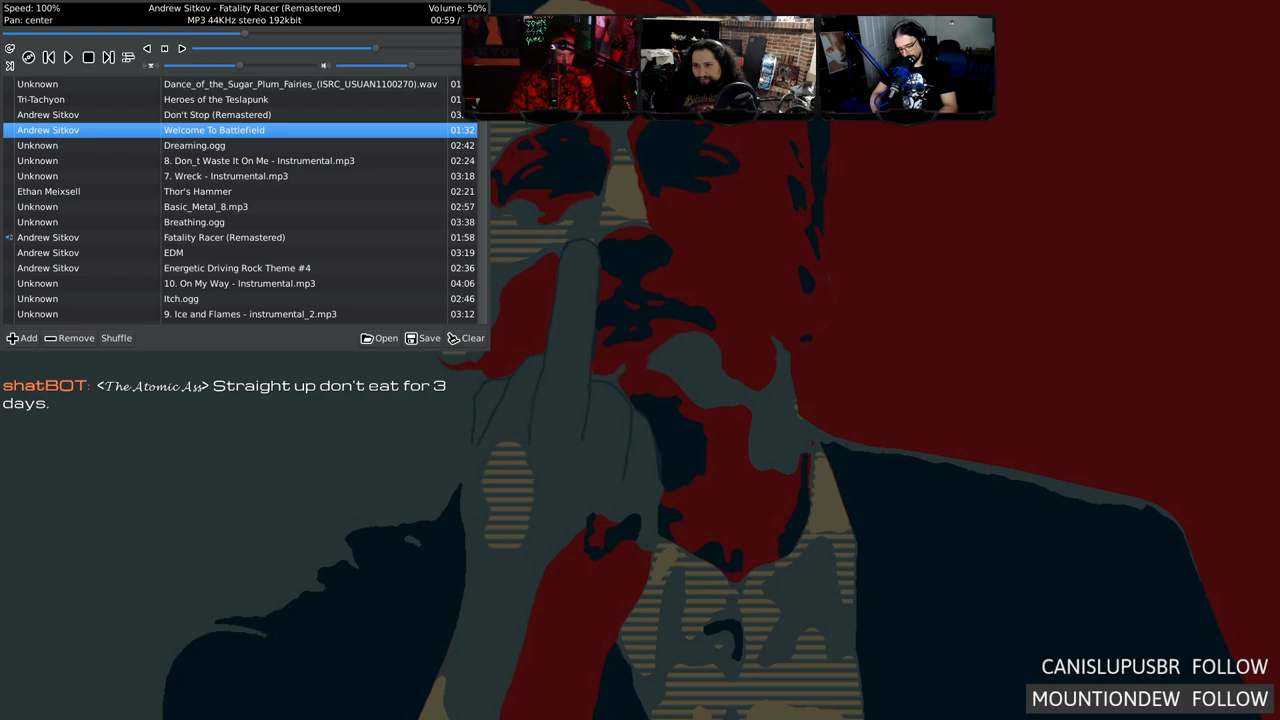 Speed: 100%
Andrew Sitkov - Fatality Racer (Remastered)
Volume: 50%
Pan: center
MP3 44KHz stereo 192kbit
00:59 /
Unknown Dance_of_the_Sugar_Plum_Fairies_(ISRC_USUAN1100270).wav 01
Tri-Tachyon Heroes of the Teslapunk 01
Andrew Sitkov Don't Stop (Remastered) 03
Andrew Sitkov Welcome To Battlefield 01:32
Unknown Dreaming.ogg 02:42
Unknown 8. Don_t Waste It On Me - Instrumental.mp3 02:24
Unknown 7. Wreck - Instrumental.mp3 03:18
Ethan Meixsell Thor's Hammer 02:21
Unknown Basic_Metal_8.mp3 02:57
Unknown Breathing.ogg 03:38
Andrew Sitkov Fatality Racer (Remastered) 01:58
Andrew Sitkov EDM 03:19
Andrew Sitkov Energetic Driving Rock Theme #4 02:36
Unknown 10. On My Way - Instrumental.mp3 04:06
Unknown Itch.ogg 02:46
Unknown 9. Ice and Flames - instrumental_2.mp3 03:12
Add Remove Shuffle Open Save Clear
shatBOT: <The Atomic Ass> Straight up don't eat for 3
days.
CANISLUPUSBR FOLLOW
MOUNTIONDEW FOLLOW